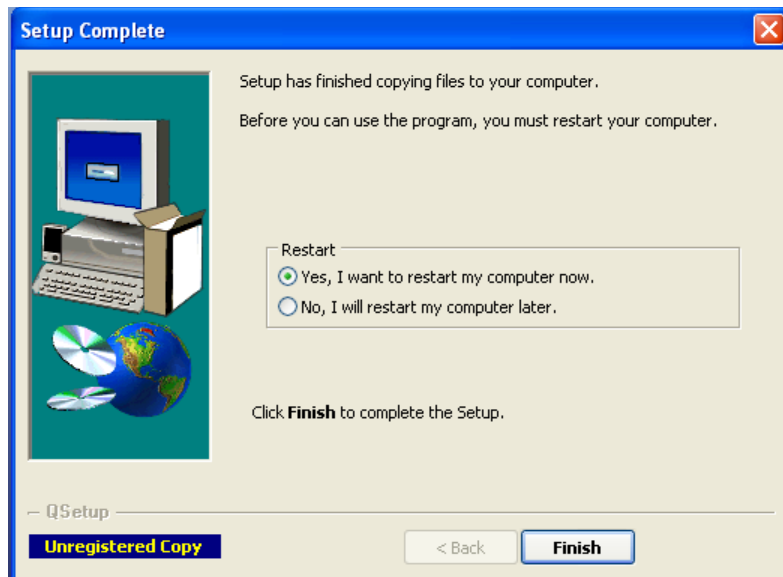 Setup Complete
Setup has finished copying files to your computer.
Before you can use the program, you must restart your computer.
Restart
Yes, I want to restart my computer now.
No, I will restart my computer later.
Click Finish to complete the Setup.
QSetup
Unregistered Copy
< Back
Finish